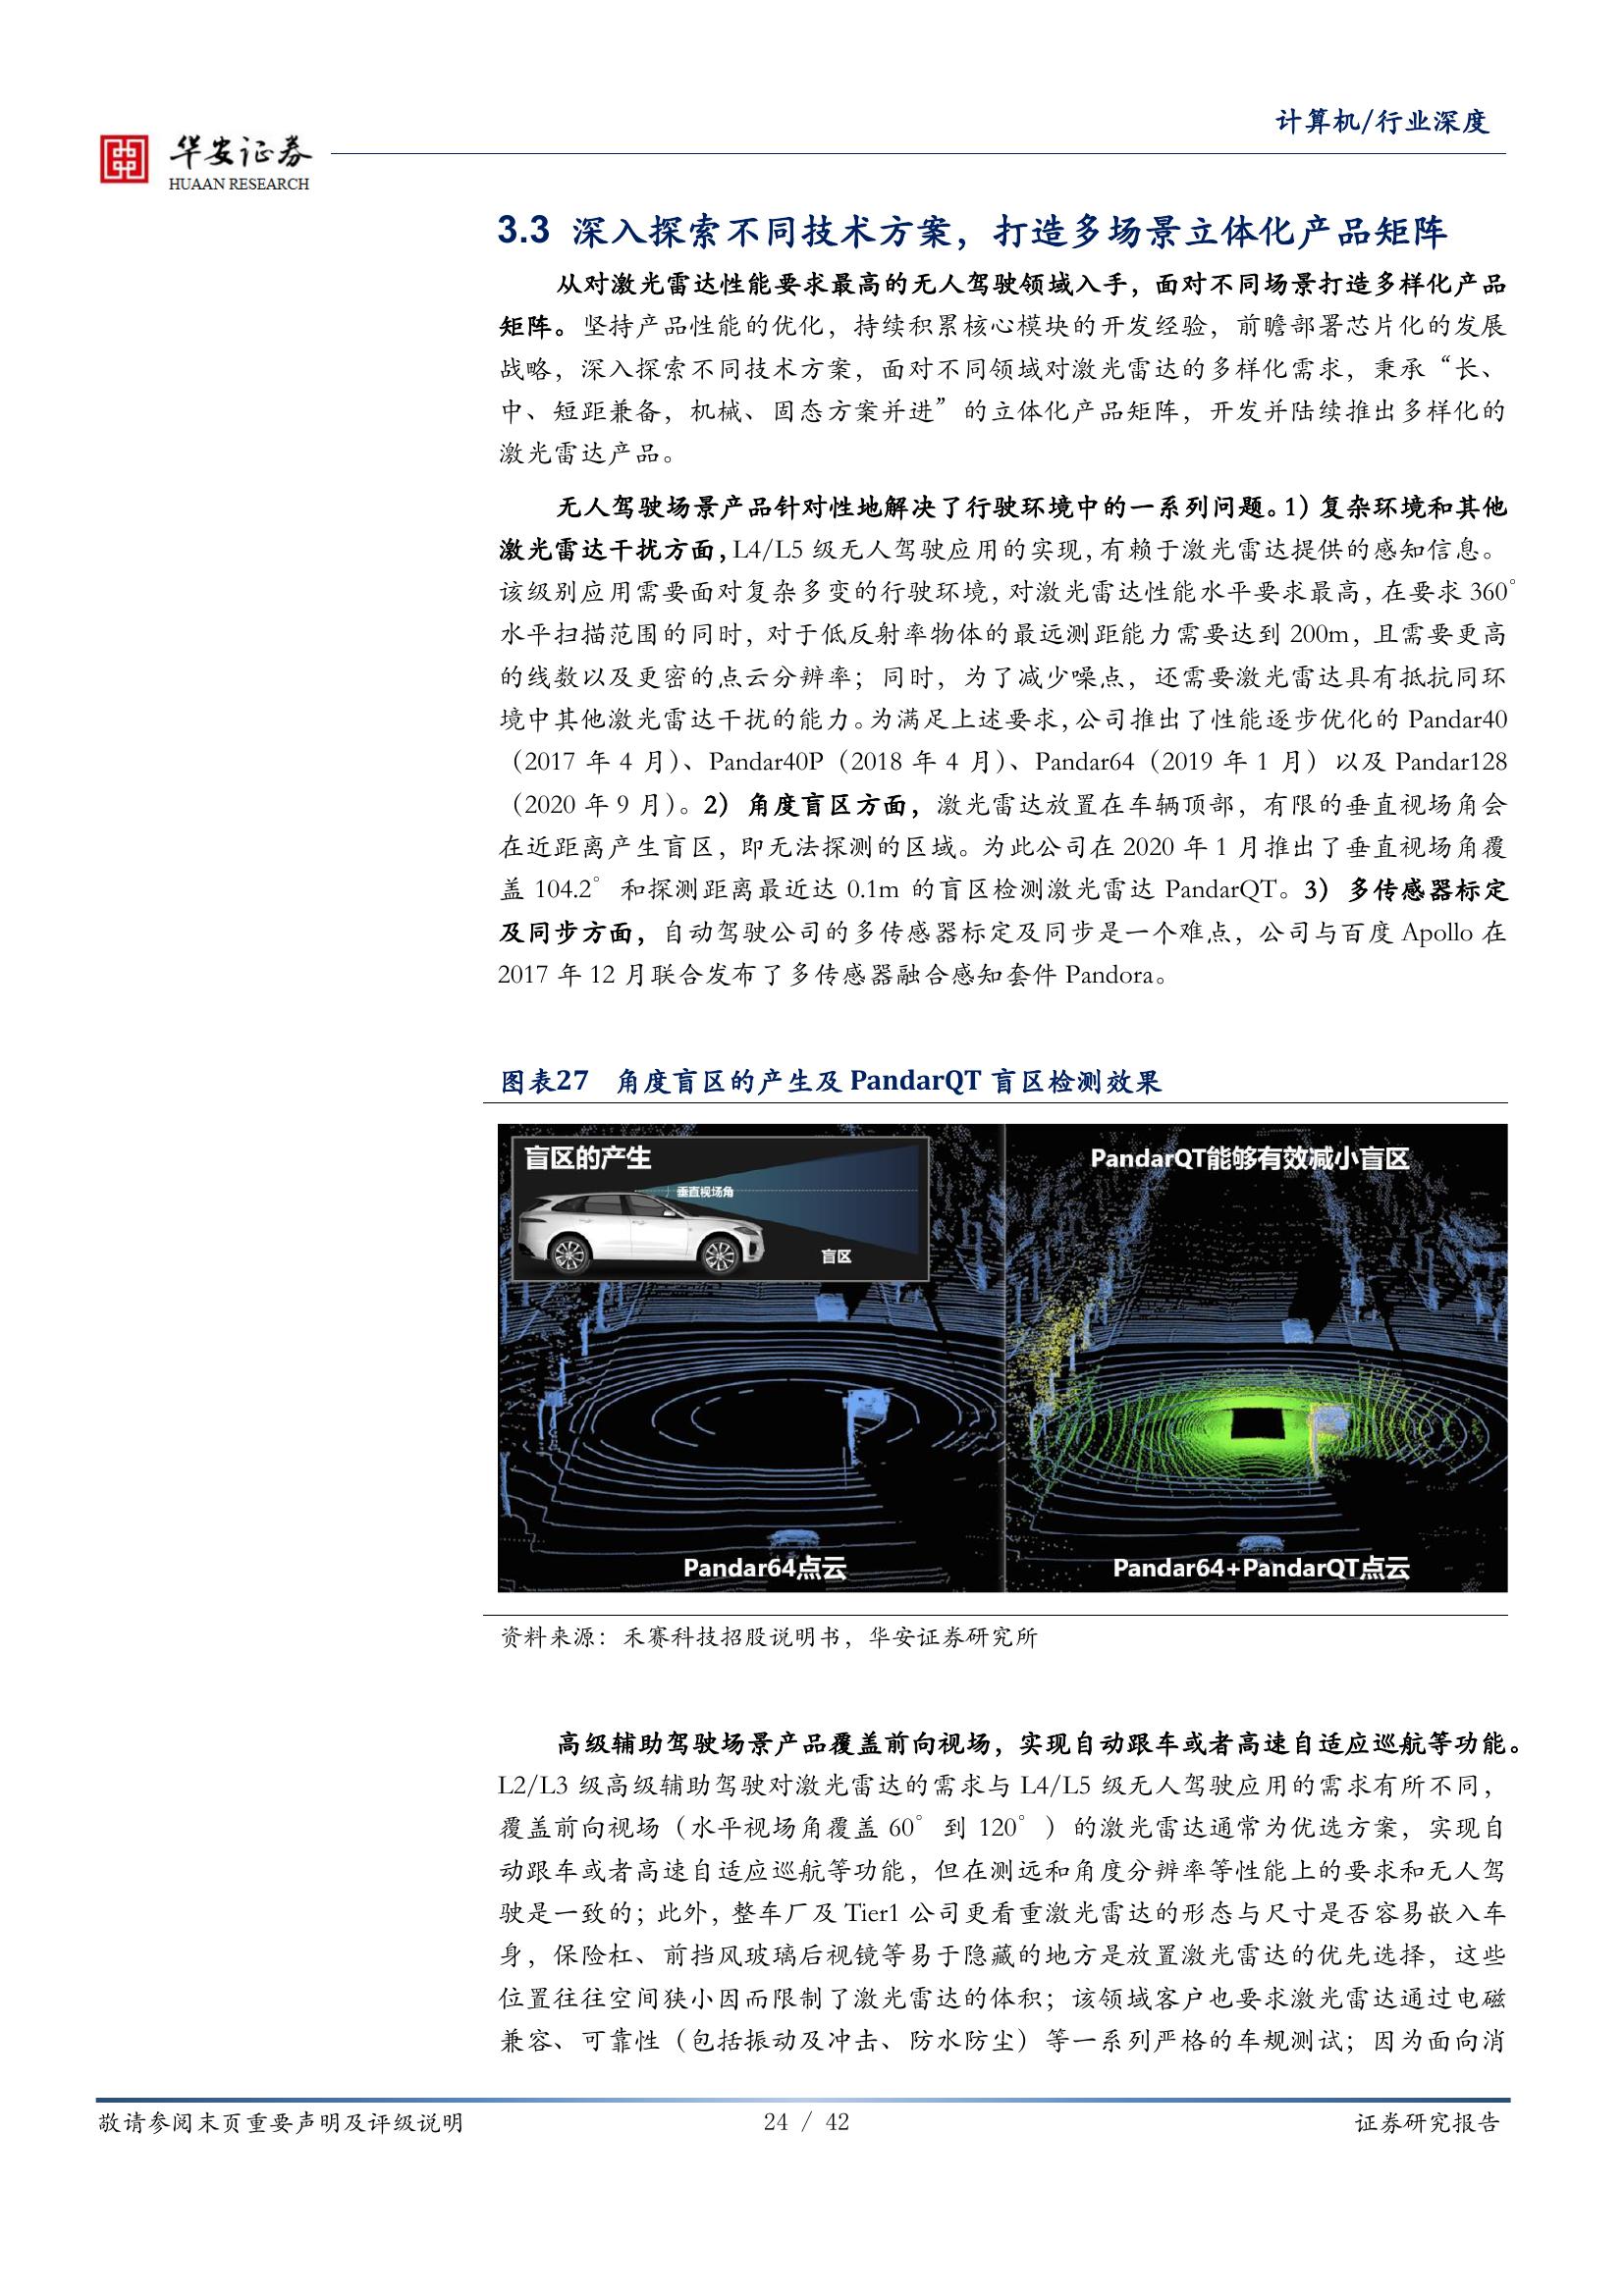 计算机/行业深度
华安证券
HUAAN RESEARCH
3.3 深入探索不同技术方案，打造多场景立体化产品矩阵
从对激光雷达性能要求最高的无人驾驶领域入手，面对不同场景打造多样化产品
矩阵。坚持产品性能的优化，持续积累核心模块的开发经验，前瞻部署芯片化的发展
战略，深入探索不同技术方案，面对不同领域对激光雷达的多样化需求，秉承“长、
中、短距兼备，机械、固态方案并进”的立体化产品矩阵，开发并陆续推出多样化的
激光雷达产品。
无人驾驶场景产品针对性地解决了行驶环境中的一系列问题。1）复杂环境和其他
激光雷达干扰方面，L4/L5 级无人驾驶应用的实现，有赖于激光雷达提供的感知信息。
该级别应用需要面对复杂多变的行驶环境，对激光雷达性能水平要求最高，在要求 360°
水平扫描范围的同时，对于低反射率物体的最远测距能力需要达到 200m，且需要更高
的线数以及更密的点云分辨率；同时，为了减少噪点，还需要激光雷达具有抵抗同环
境中其他激光雷达干扰的能力。为满足上述要求，公司推出了性能逐步优化的 Pandar40
（2017 年 4 月）、Pandar40P（2018 年 4 月）、Pandar64（2019 年 1 月）以及 Pandar128
（2020 年 9 月）。2）角度盲区方面，激光雷达放置在车辆顶部，有限的垂直视场角会
在近距离产生盲区，即无法探测的区域。为此公司在 2020 年 1 月推出了垂直视场角覆
盖 104.2° 和探测距离最近达 0.1m 的盲区检测激光雷达 PandarQT。3）多传感器标定
及同步方面，自动驾驶公司的多传感器标定及同步是一个难点，公司与百度 Apollo 在
2017 年 12 月联合发布了多传感器融合感知套件 Pandora。
图表27 角度盲区的产生及 PandarQT 盲区检测效果
盲区的产生
PandarQT能够有效减小盲区
垂直视场角
盲区
Pandar64点云
Pandar64+PandarQT点云
资料来源：禾赛科技招股说明书，华安证券研究所
高级辅助驾驶场景产品覆盖前向视场，实现自动跟车或者高速自适应巡航等功能。
L2/L3 级高级辅助驾驶对激光雷达的需求与 L4/L5 级无人驾驶应用的需求有所不同，
覆盖前向视场（水平视场角覆盖 60° 到 120° ）的激光雷达通常为优选方案，实现自
动跟车或者高速自适应巡航等功能，但在测远和角度分辨率等性能上的要求和无人驾
驶是一致的；此外，整车厂及 Tier1 公司更看重激光雷达的形态与尺寸是否容易嵌入车
身，保险杠、前挡风玻璃后视镜等易于隐藏的地方是放置激光雷达的优先选择，这些
位置往往空间狭小因而限制了激光雷达的体积；该领域客户也要求激光雷达通过电磁
兼容、可靠性（包括振动及冲击、防水防尘）等一系列严格的车规测试；因为面向消
敬请参阅末页重要声明及评级说明
24 / 42
证券研究报告